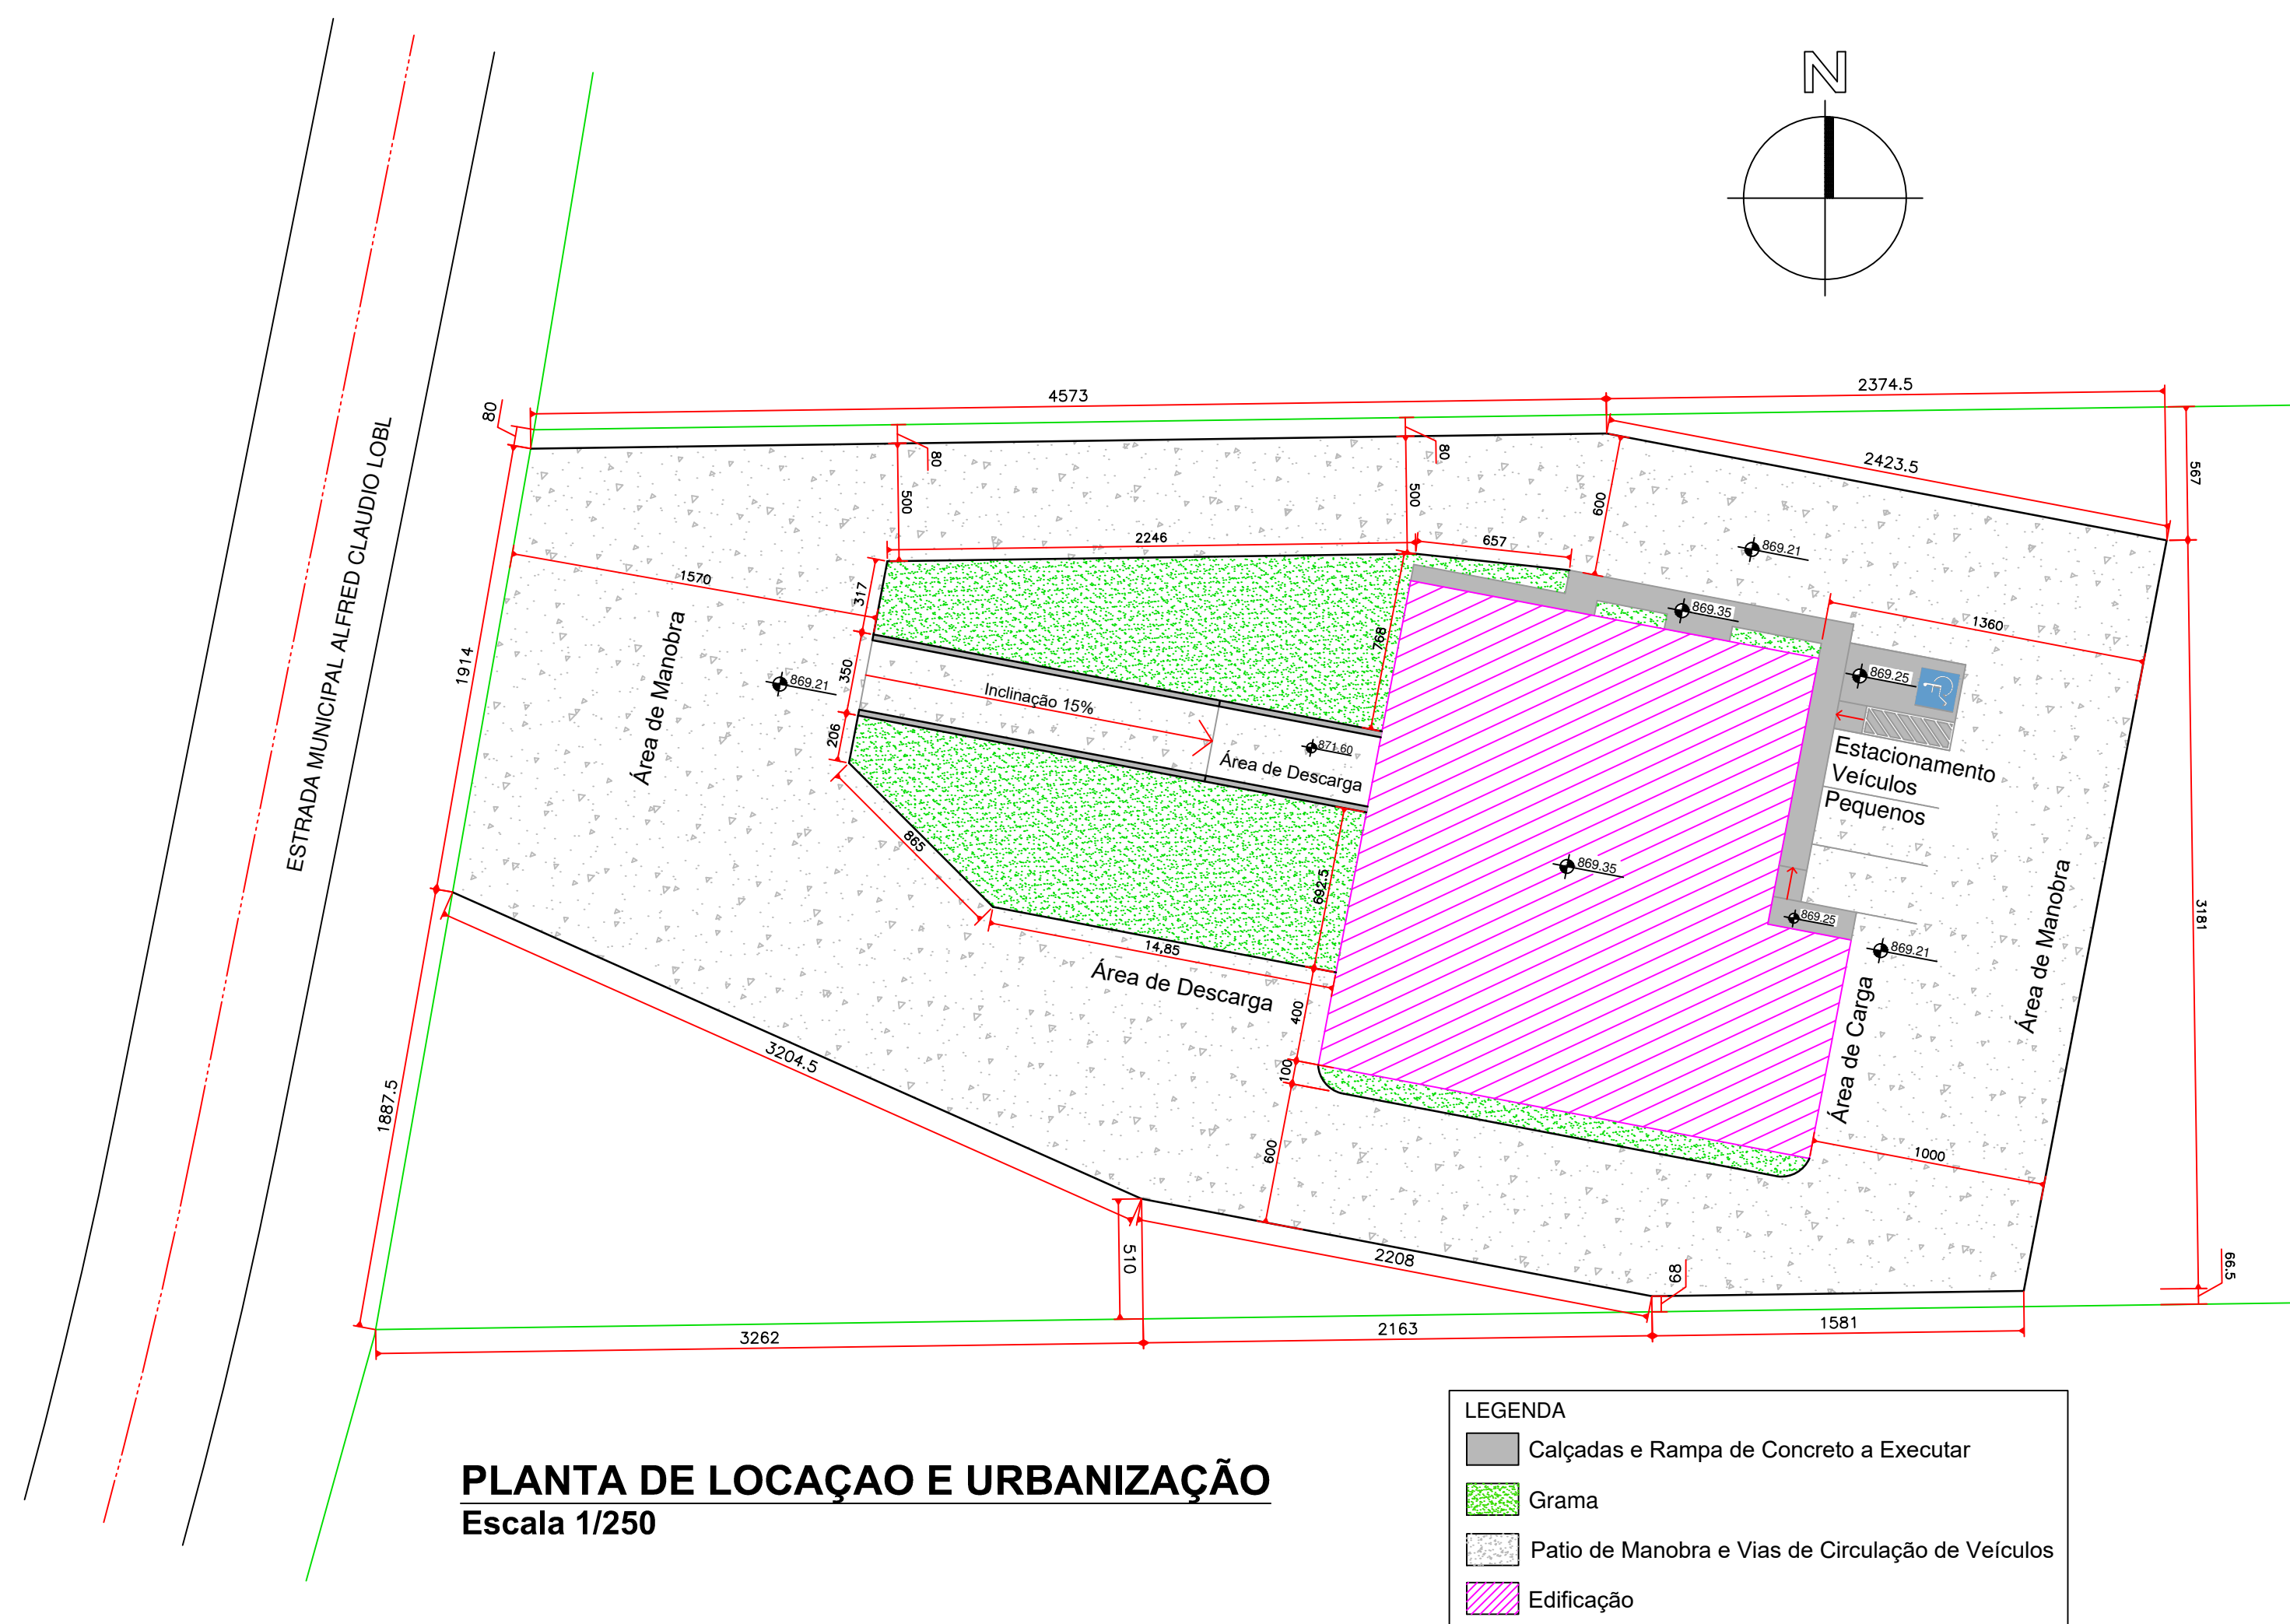 N
ESTRADA MUNICIPAL ALFRED CLAUDIO LOBL
80
4573
2374.5
80
80
2423.5
567
500
500
600
2246
657
869.21
1570
317
869.35
1360
768
1914
Área de Manobra
350
869.21
Inclinação 15%
869.25
206
871.60
Área de Descarga
Estacionamento
Veículos
Pequenos
865
869.35
692.5
869.25
3181
14,85
869.21
Área de Manobra
Área de Descarga
400
Área de Carga
3204.5
100
1887.5
600
1000
510
2208
68
66.5
3262
2163
1581
LEGENDA
Calçadas e Rampa de Concreto a Executar
PLANTA DE LOCAÇAO E URBANIZAÇÃO
Grama
Escala 1/250
Patio de Manobra e Vias de Circulação de Veículos
Edificação